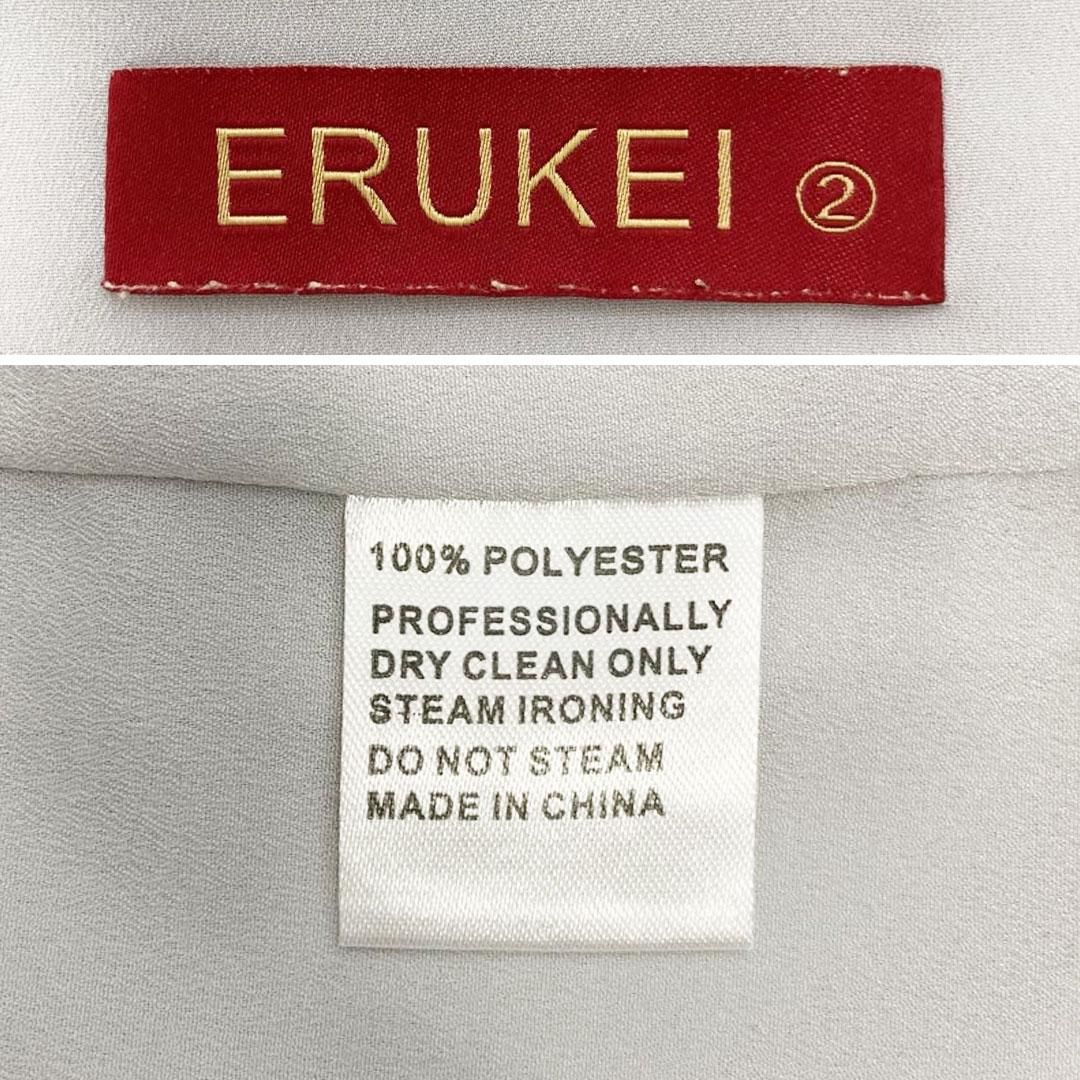 ERUKEI ②
100% POLYESTER
PROFESSIONALLY
DRY CLEAN ONLY
STEAM IRONING
DO NOT STEAM
MADE IN CHINA